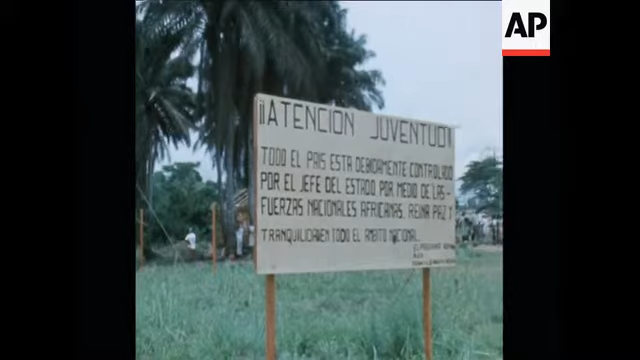 AP
¡¡ATENCION JUVENTUD!!
TODO EL PAIS ESTA DEBIDAMENTE CONTROLADO
POR EL JEFE DEL ESTADO POR MEDIO DE LAS-
FUERZAS NACIONALES AFRICANAS. REINA PAZ Y
TRANQUILIDAD EN TODO EL AMBITO NACIONAL.